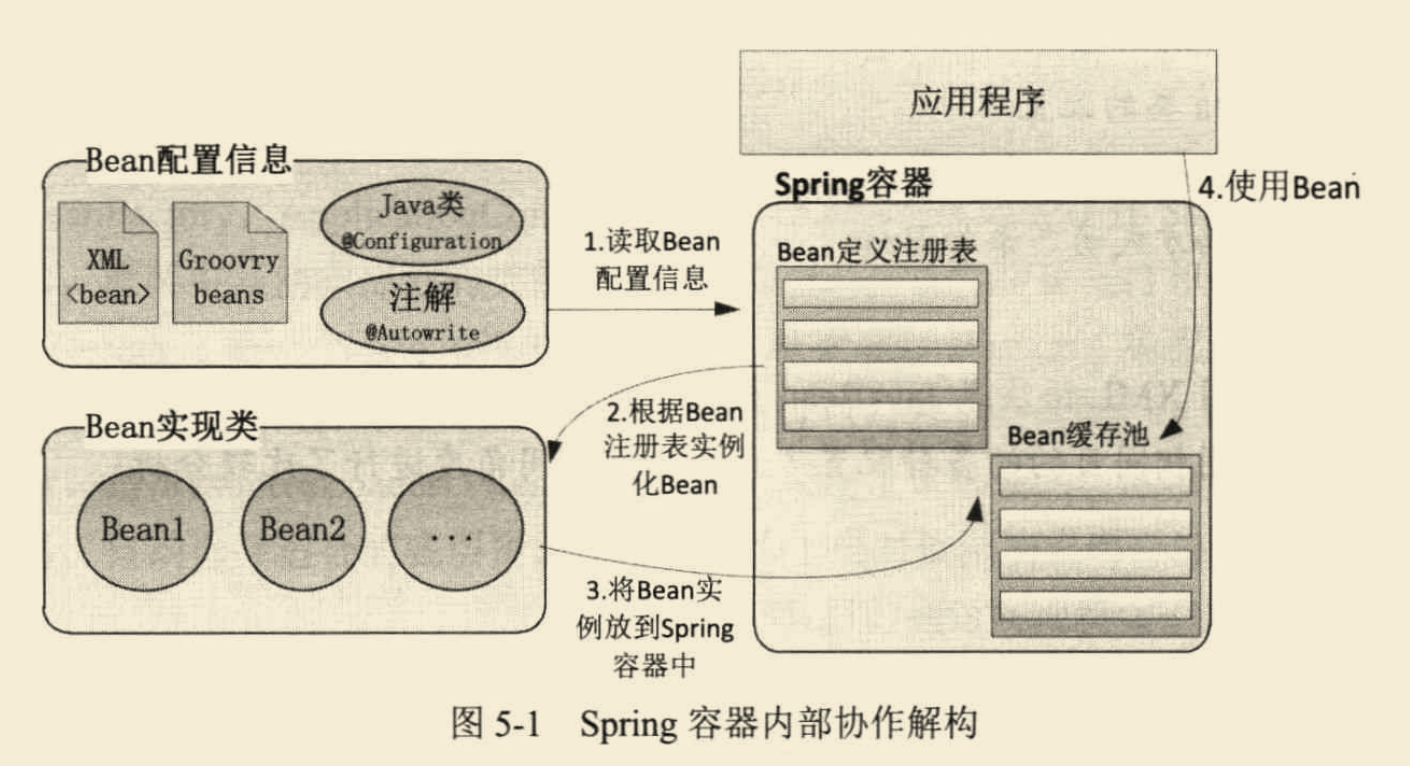 应用程序
Bean配置信息
XML
<bean>
Groovry
beans
Java类
@Configuration
注解
@Autowrite
1.读取Bean
配置信息
Spring容器
4.使用Bean
Bean定义注册表
2.根据Bean
注册表实例
化Bean
Bean缓存池
Bean实现类
Bean1
Bean2
...
3.将Bean实
例放到Spring
容器中
图 5-1 Spring 容器内部协作解构